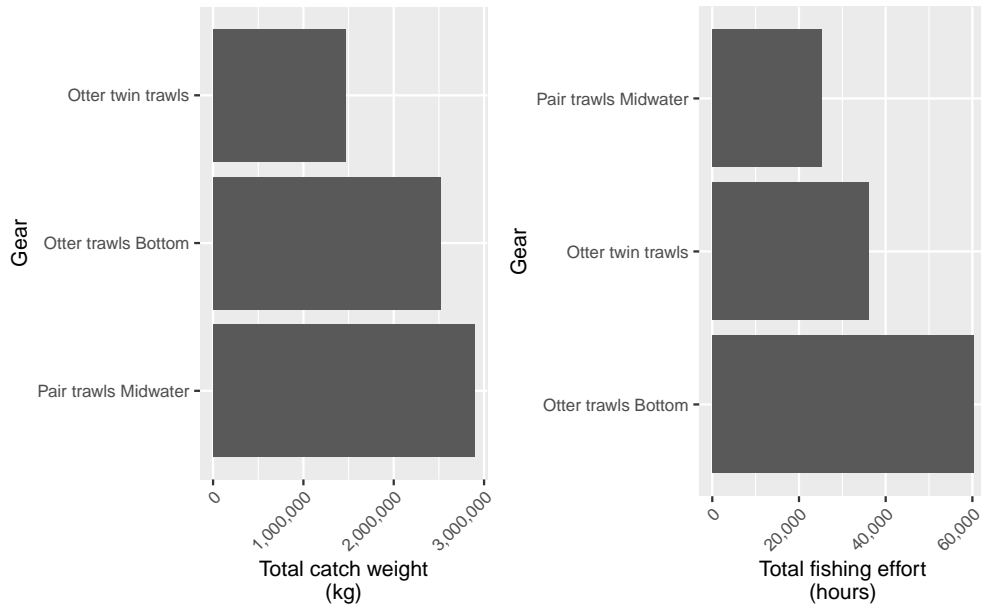 Gear
Otter twin trawls
Otter trawls Bottom
Pair trawls Midwater
0
1,000,000
2,000,000
3,000,000
Total catch weight
(kg)
Gear
Pair trawls Midwater
Otter twin trawls
Otter trawls Bottom
0
20,000
40,000
60,000
Total fishing effort
(hours)